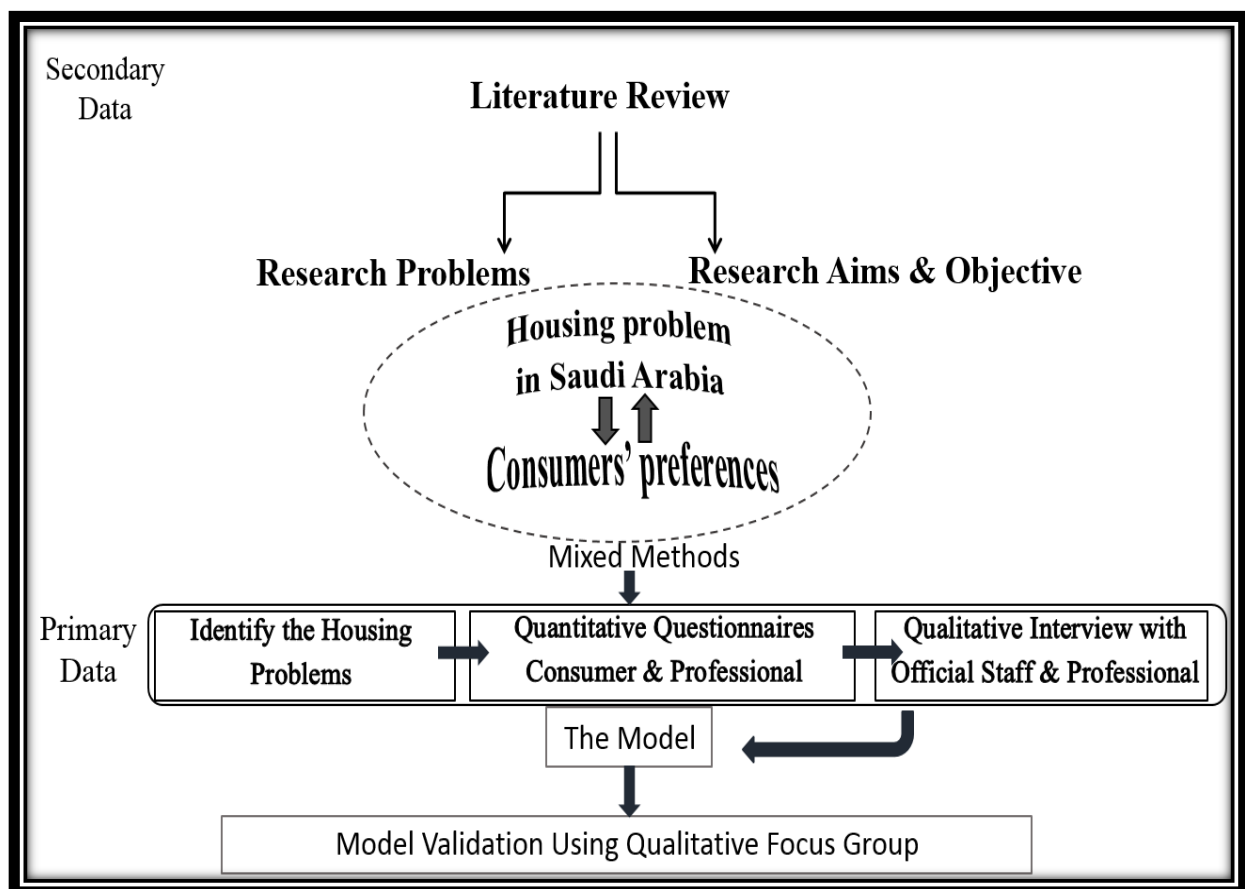 Secondary
Data
Literature Review
Research Problems
Research Aims & Objective
Housing problem
in Saudi Arabia
Consumers' preferences
Mixed Methods
Primary
Data
Identify the Housing
Problems
Quantitative Questionnaires
Consumer & Professional
Qualitative Interview with
Official Staff & Professional
The Model
Model Validation Using Qualitative Focus Group